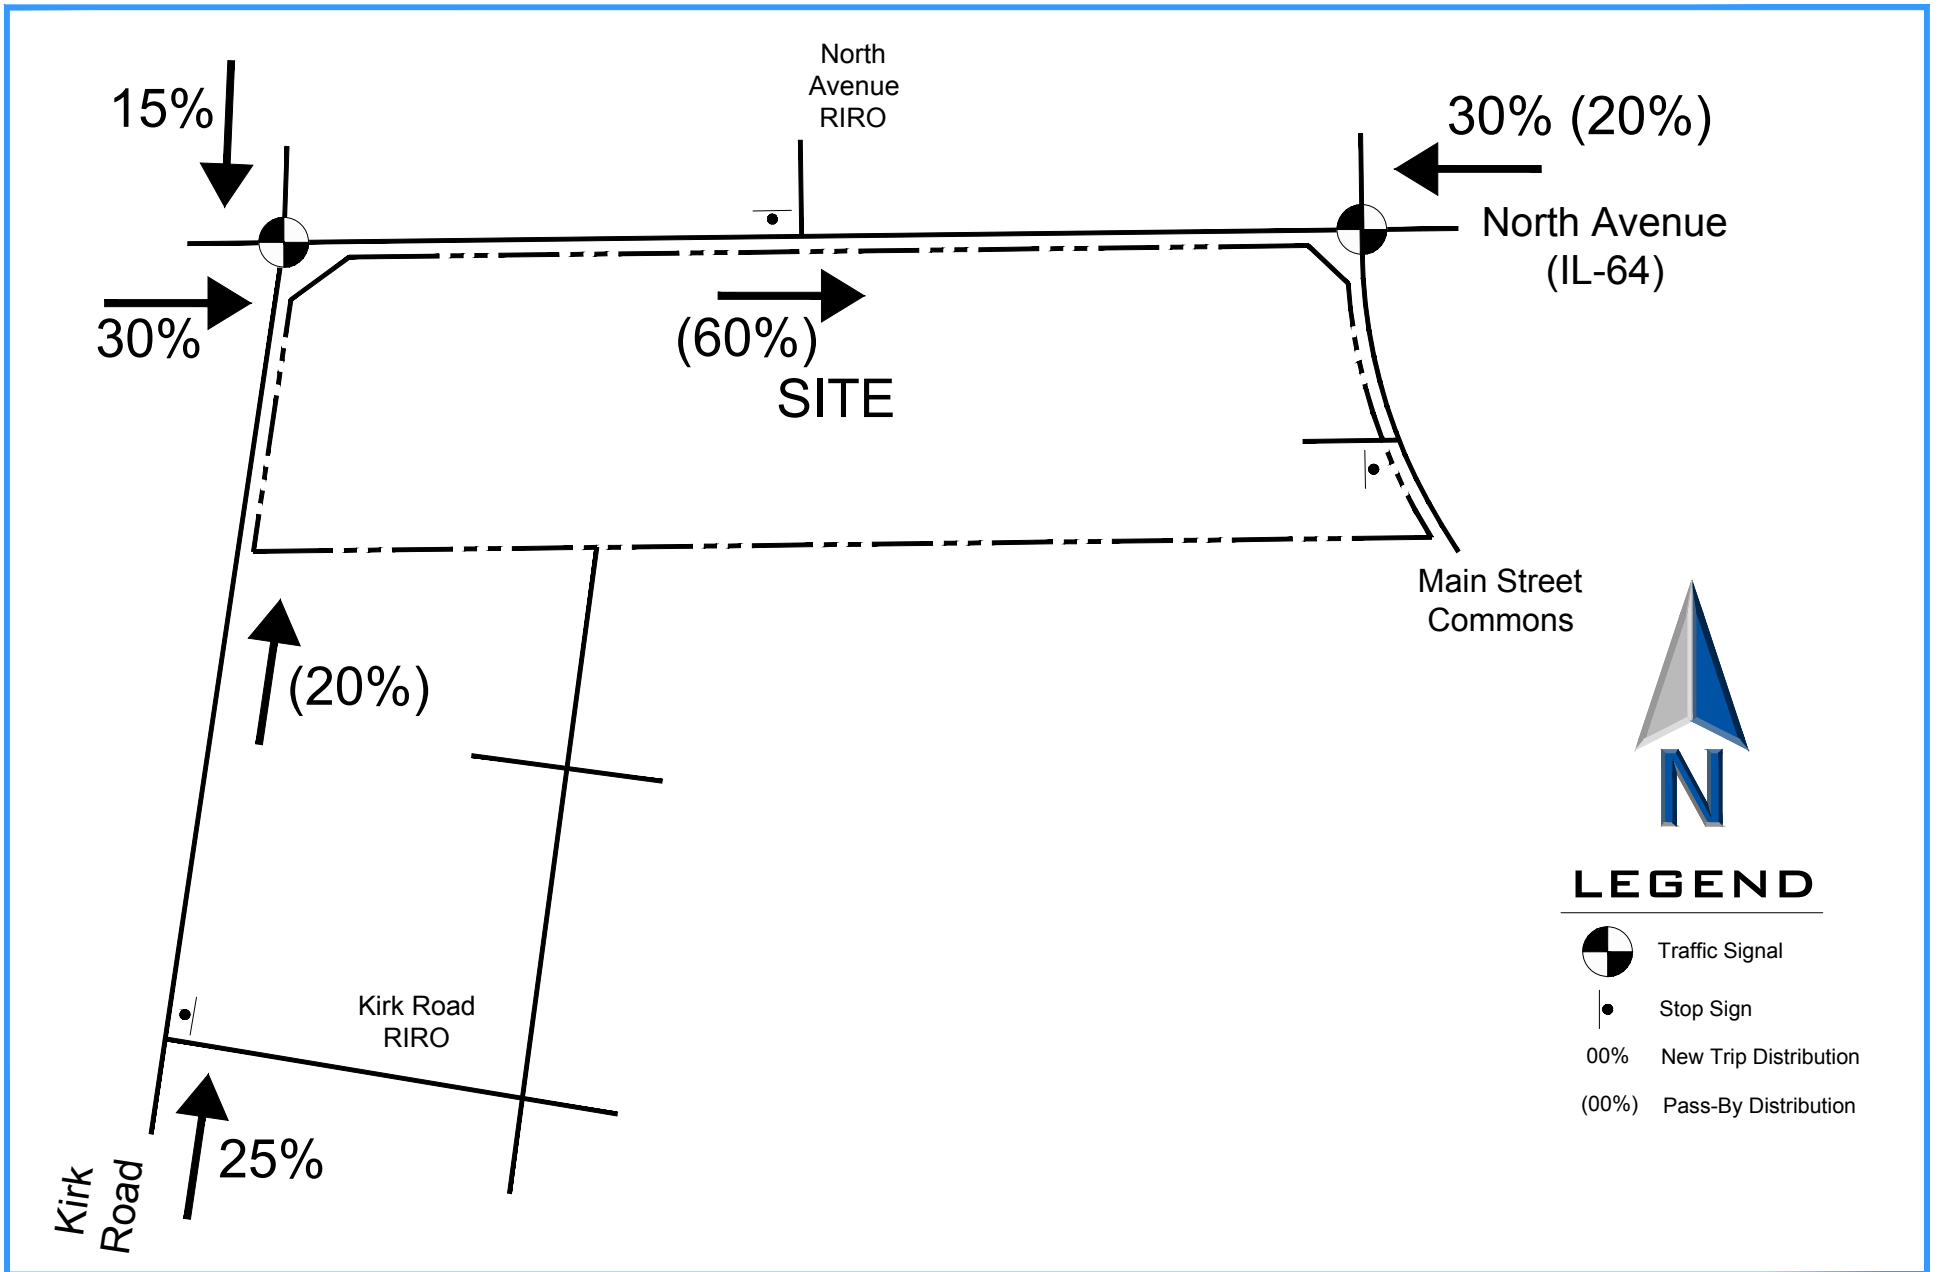 North
Avenue
RIRO
15%
30% (20%)
North Avenue
(IL-64)
30%
(60%)
SITE
Main Street
Commons
(20%)
N
LEGEND
Traffic Signal
Stop Sign
00% New Trip Distribution
(00%) Pass-By Distribution
Kirk Road
RIRO
25%
Kirk
Road